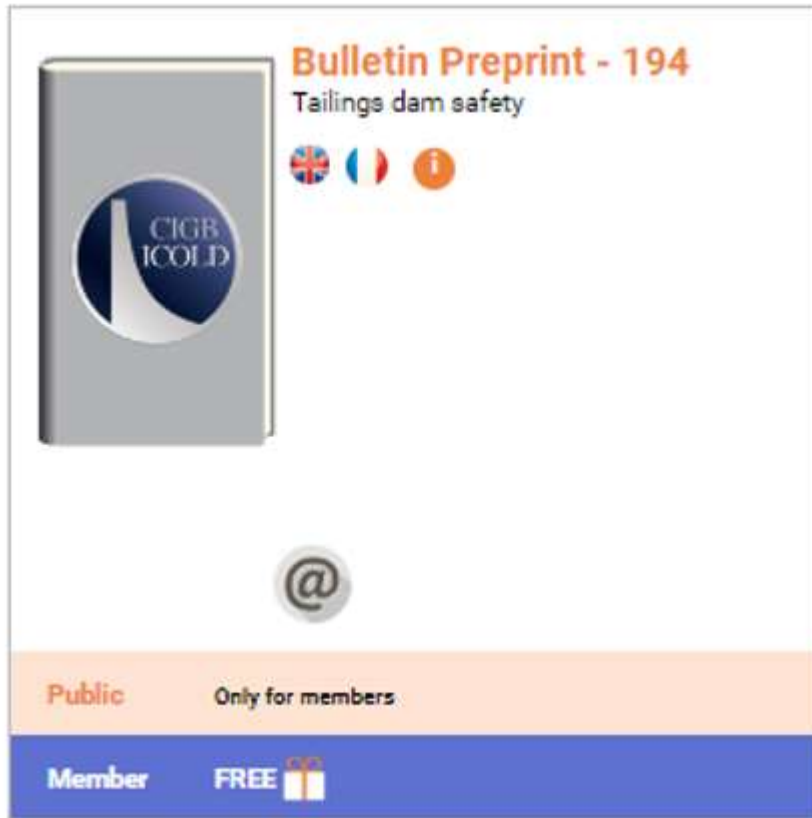 Bulletin Preprint - 194
Tailings dam safety
i
CIGB
ICOLD
@
Public Only for members
Member FREE